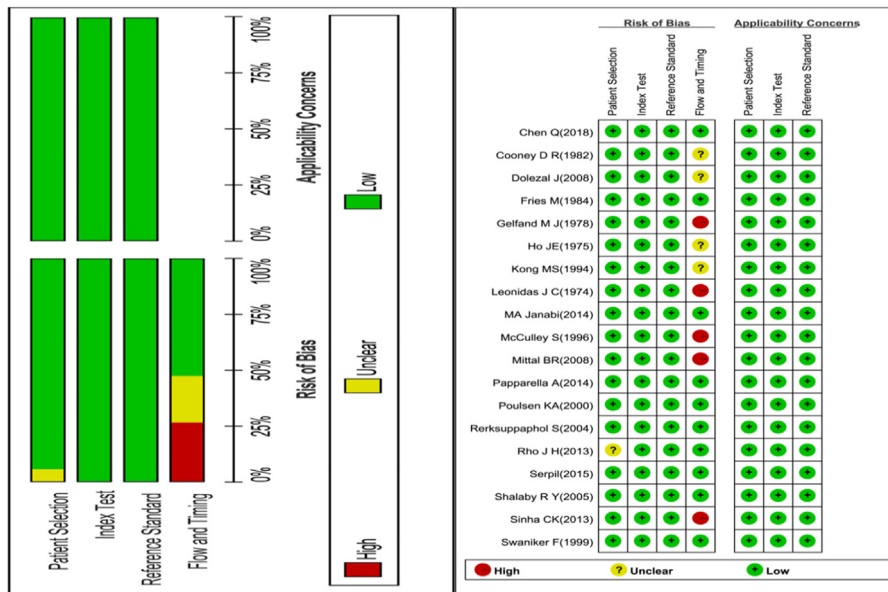 100%
75%
50%
25%
0%
Applicability Concerns
100%
75%
50%
25%
0%
Risk of Bias
Patient Selection
Index Test
Reference Standard
Flow and Timing
Low
Unclear
High
Risk of Bias
Applicability Concerns
Patient Selection
Index Test
Reference Standard
Flow and Timing
Patient Selection
Index Test
Reference Standard
Chen Q(2018) + + + + + + +
Cooney D R(1982) + + + ? + + +
Dolezal J(2008) + + + ? + + +
Fries M(1984) + + + + + + +
Gelfand M J(1978) + + + - + + +
Ho JE(1975) + + + ? + + +
Kong MS(1994) + + + ? + + +
Leonidas J C(1974) + + + - + + +
MA Janabi(2014) + + + + + + +
McCulley S(1996) + + + - + + +
Mittal BR(2008) + + + - + + +
Papparella A(2014) + + + + + + +
Poulsen KA(2000) + + + + + + +
Rerksuppaphol S(2004) + + + + + + +
Rho J H(2013) ? + + + + + +
Serpil(2015) + + + + + + +
Shalaby R Y(2005) + + + + + + +
Sinha CK(2013) + + + - + + +
Swaniker F(1999) + + + + + + +
- High ? Unclear + Low